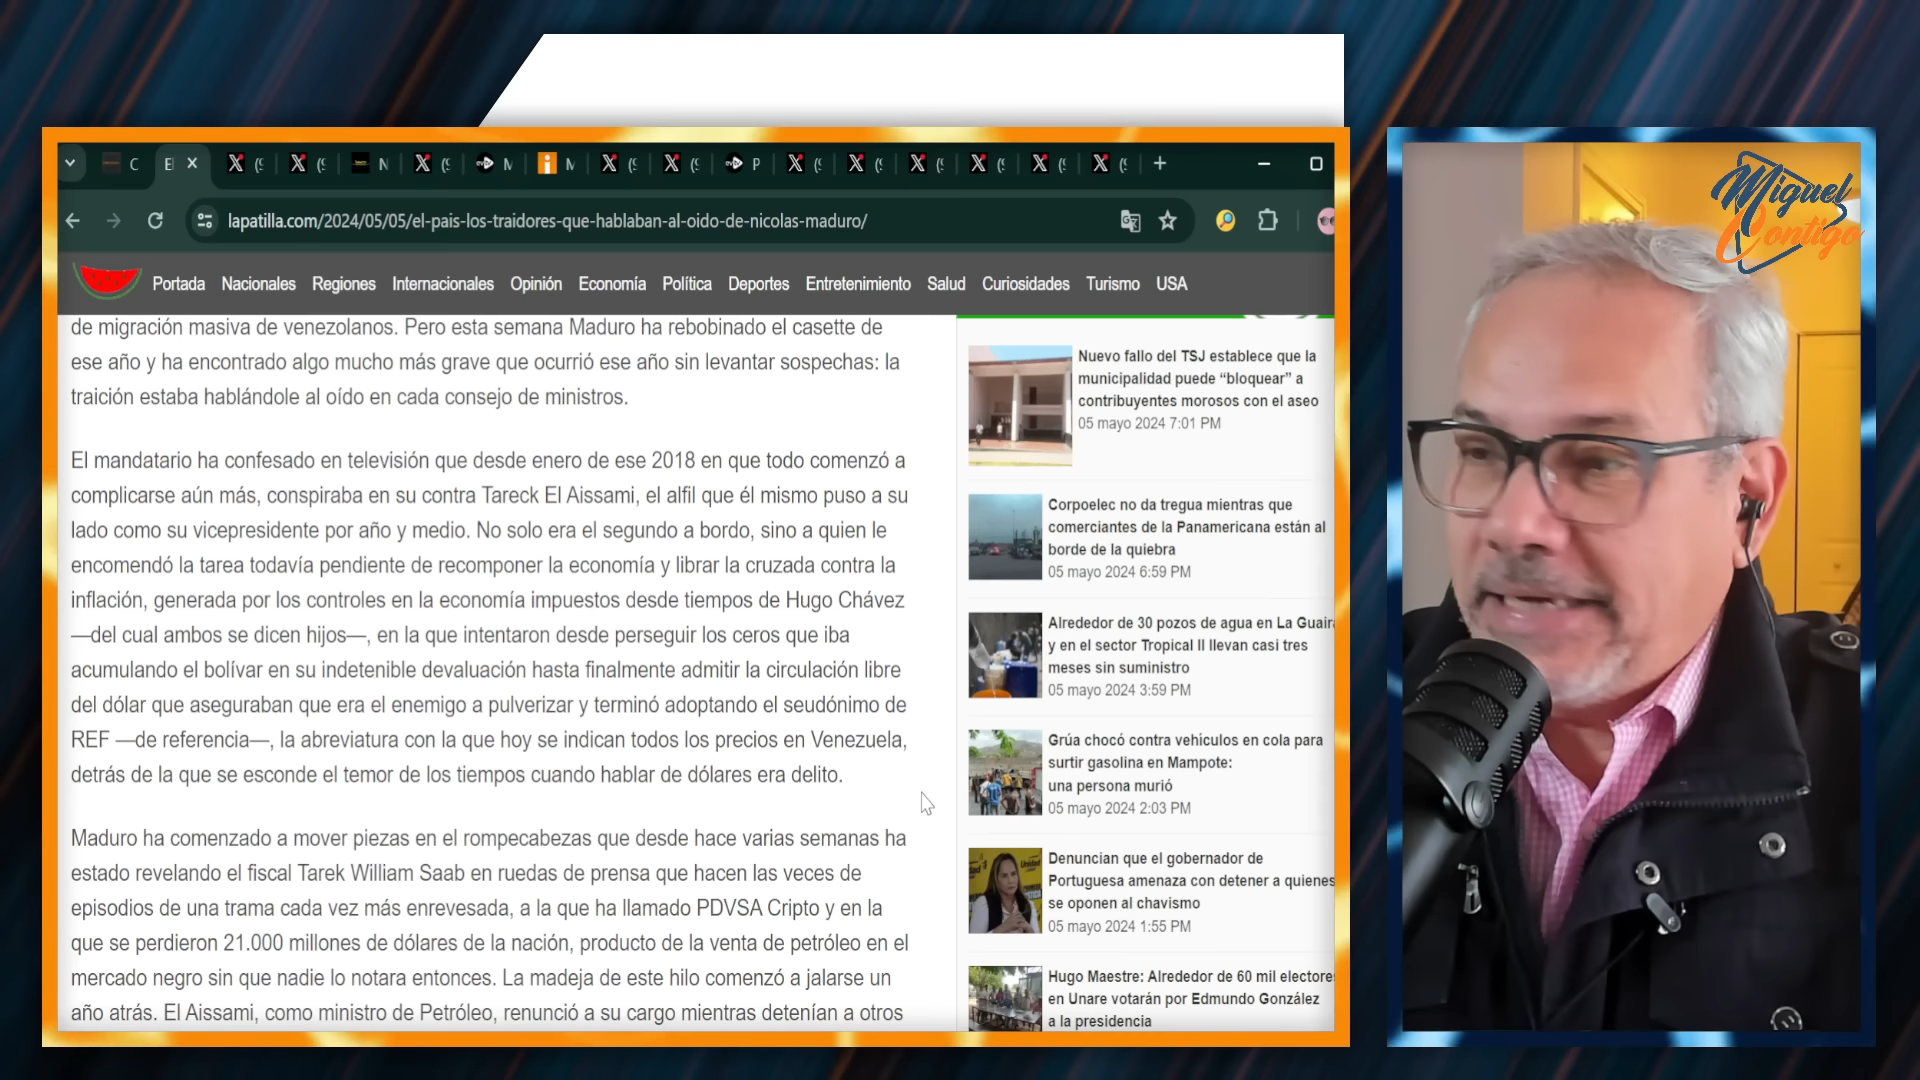 C
El
(9
(9
N
(9
M
M
(9
(9
P
(9
(9
(9
(9
(9
(9
lapatilla.com/2024/05/05/el-pais-los-traidores-que-hablaban-al-oido-de-nicolas-maduro/
Portada Nacionales Regiones Internacionales Opinión Economía Política Deportes Entretenimiento Salud Curiosidades Turismo USA
de migración masiva de venezolanos. Pero esta semana Maduro ha rebobinado el casette de
ese año y ha encontrado algo mucho más grave que ocurrió ese año sin levantar sospechas: la
traición estaba hablándole al oído en cada consejo de ministros.
El mandatario ha confesado en televisión que desde enero de ese 2018 en que todo comenzó a
complicarse aún más, conspiraba en su contra Tareck El Aissami, el alfil que él mismo puso a su
lado como su vicepresidente por año y medio. No solo era el segundo a bordo, sino a quien le
encomendó la tarea todavía pendiente de recomponer la economía y librar la cruzada contra la
inflación, generada por los controles en la economía impuestos desde tiempos de Hugo Chávez
—del cual ambos se dicen hijos—, en la que intentaron desde perseguir los ceros que iba
acumulando el bolívar en su indetenible devaluación hasta finalmente admitir la circulación libre
del dólar que aseguraban que era el enemigo a pulverizar y terminó adoptando el seudónimo de
REF —de referencia—, la abreviatura con la que hoy se indican todos los precios en Venezuela,
detrás de la que se esconde el temor de los tiempos cuando hablar de dólares era delito.
Maduro ha comenzado a mover piezas en el rompecabezas que desde hace varias semanas ha
estado revelando el fiscal Tarek William Saab en ruedas de prensa que hacen las veces de
episodios de una trama cada vez más enrevesada, a la que ha llamado PDVSA Cripto y en la
que se perdieron 21.000 millones de dólares de la nación, producto de la venta de petróleo en el
mercado negro sin que nadie lo notara entonces. La madeja de este hilo comenzó a jalarse un
año atrás. El Aissami, como ministro de Petróleo, renunció a su cargo mientras detenían a otros
Nuevo fallo del TSJ establece que la
municipalidad puede “bloquear” a
contribuyentes morosos con el aseo
05 mayo 2024 7:01 PM
Corpoelec no da tregua mientras que
comerciantes de la Panamericana están al
borde de la quiebra
05 mayo 2024 6:59 PM
Alrededor de 30 pozos de agua en La Guaira
y en el sector Tropical II llevan casi tres
meses sin suministro
05 mayo 2024 3:59 PM
Grúa chocó contra vehículos en cola para
surtir gasolina en Mampote:
una persona murió
05 mayo 2024 2:03 PM
Denuncian que el gobernador de
Portuguesa amenaza con detener a quienes
se oponen al chavismo
05 mayo 2024 1:55 PM
Hugo Maestre: Alrededor de 60 mil electores
en Unare votarán por Edmundo González
a la presidencia
Miguel
Contigo